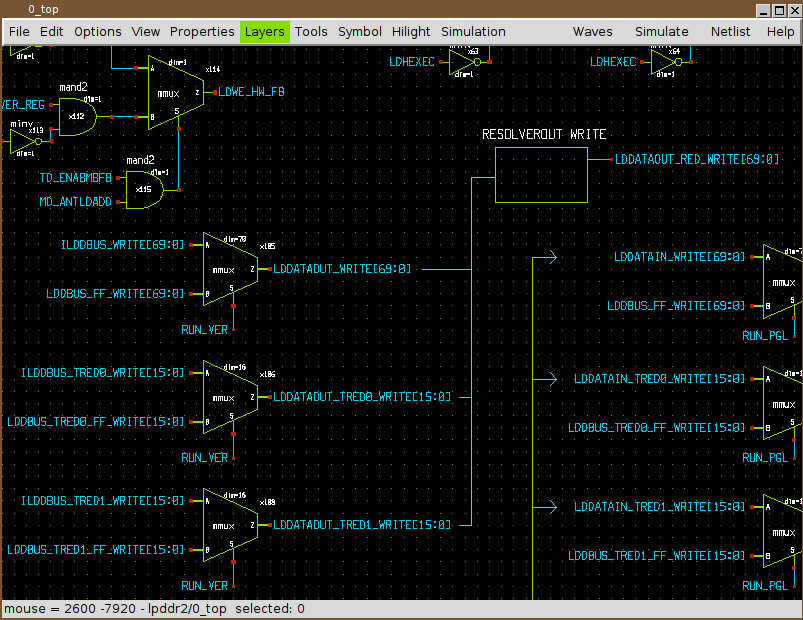 0_top
File Edit Options View Properties Layers Tools Symbol Hilight Simulation Waves Simulate Netlist Help
dim=1
A
mmux
Z
B
S
x114
LDWE_HW_FB
mand2
dim=1
x112
VER_REG
minv
x113
dim=1
mand2
dim=1
x115
TD_ENABMBFB
MD_ANTLDADD
LDHEXEC
x63
dim=1
LDHEXEC
x64
dim=1
RESOLVEROUT WRITE
LDDATAOUT_RED_WRITE[69:0]
ILDDBUS_WRITE[69:0]
A
dim=70
x105
mmux
Z
LDDATAOUT_WRITE[69:0]
LDDBUS_FF_WRITE[69:0]
B
S
RUN_VER
ILDDBUS_TRED0_WRITE[15:0]
A
dim=16
x106
mmux
Z
LDDATAOUT_TRED0_WRITE[15:0]
LDDBUS_TRED0_FF_WRITE[15:0]
B
S
RUN_VER
ILDDBUS_TRED1_WRITE[15:0]
A
dim=16
mmux
Z
LDDATAOUT_TRED1_WRITE[15:0]
LDDBUS_TRED1_FF_WRITE[15:0]
B
S
RUN_VER
LDDATAIN_WRITE[69:0]
A
dim=7
mmux
LDDBUS_FF_WRITE[69:0]
B
S
RUN_PGL
LDDATAIN_TRED0_WRITE[15:0]
A
dim=1
mmux
LDDBUS_TRED0_FF_WRITE[15:0]
B
S
RUN_PGL
LDDATAIN_TRED1_WRITE[15:0]
A
dim=1
mmux
LDDBUS_TRED1_FF_WRITE[15:0]
B
S
RUN_PGL
mouse = 2600 -7920 - lpddr2/0_top selected: 0